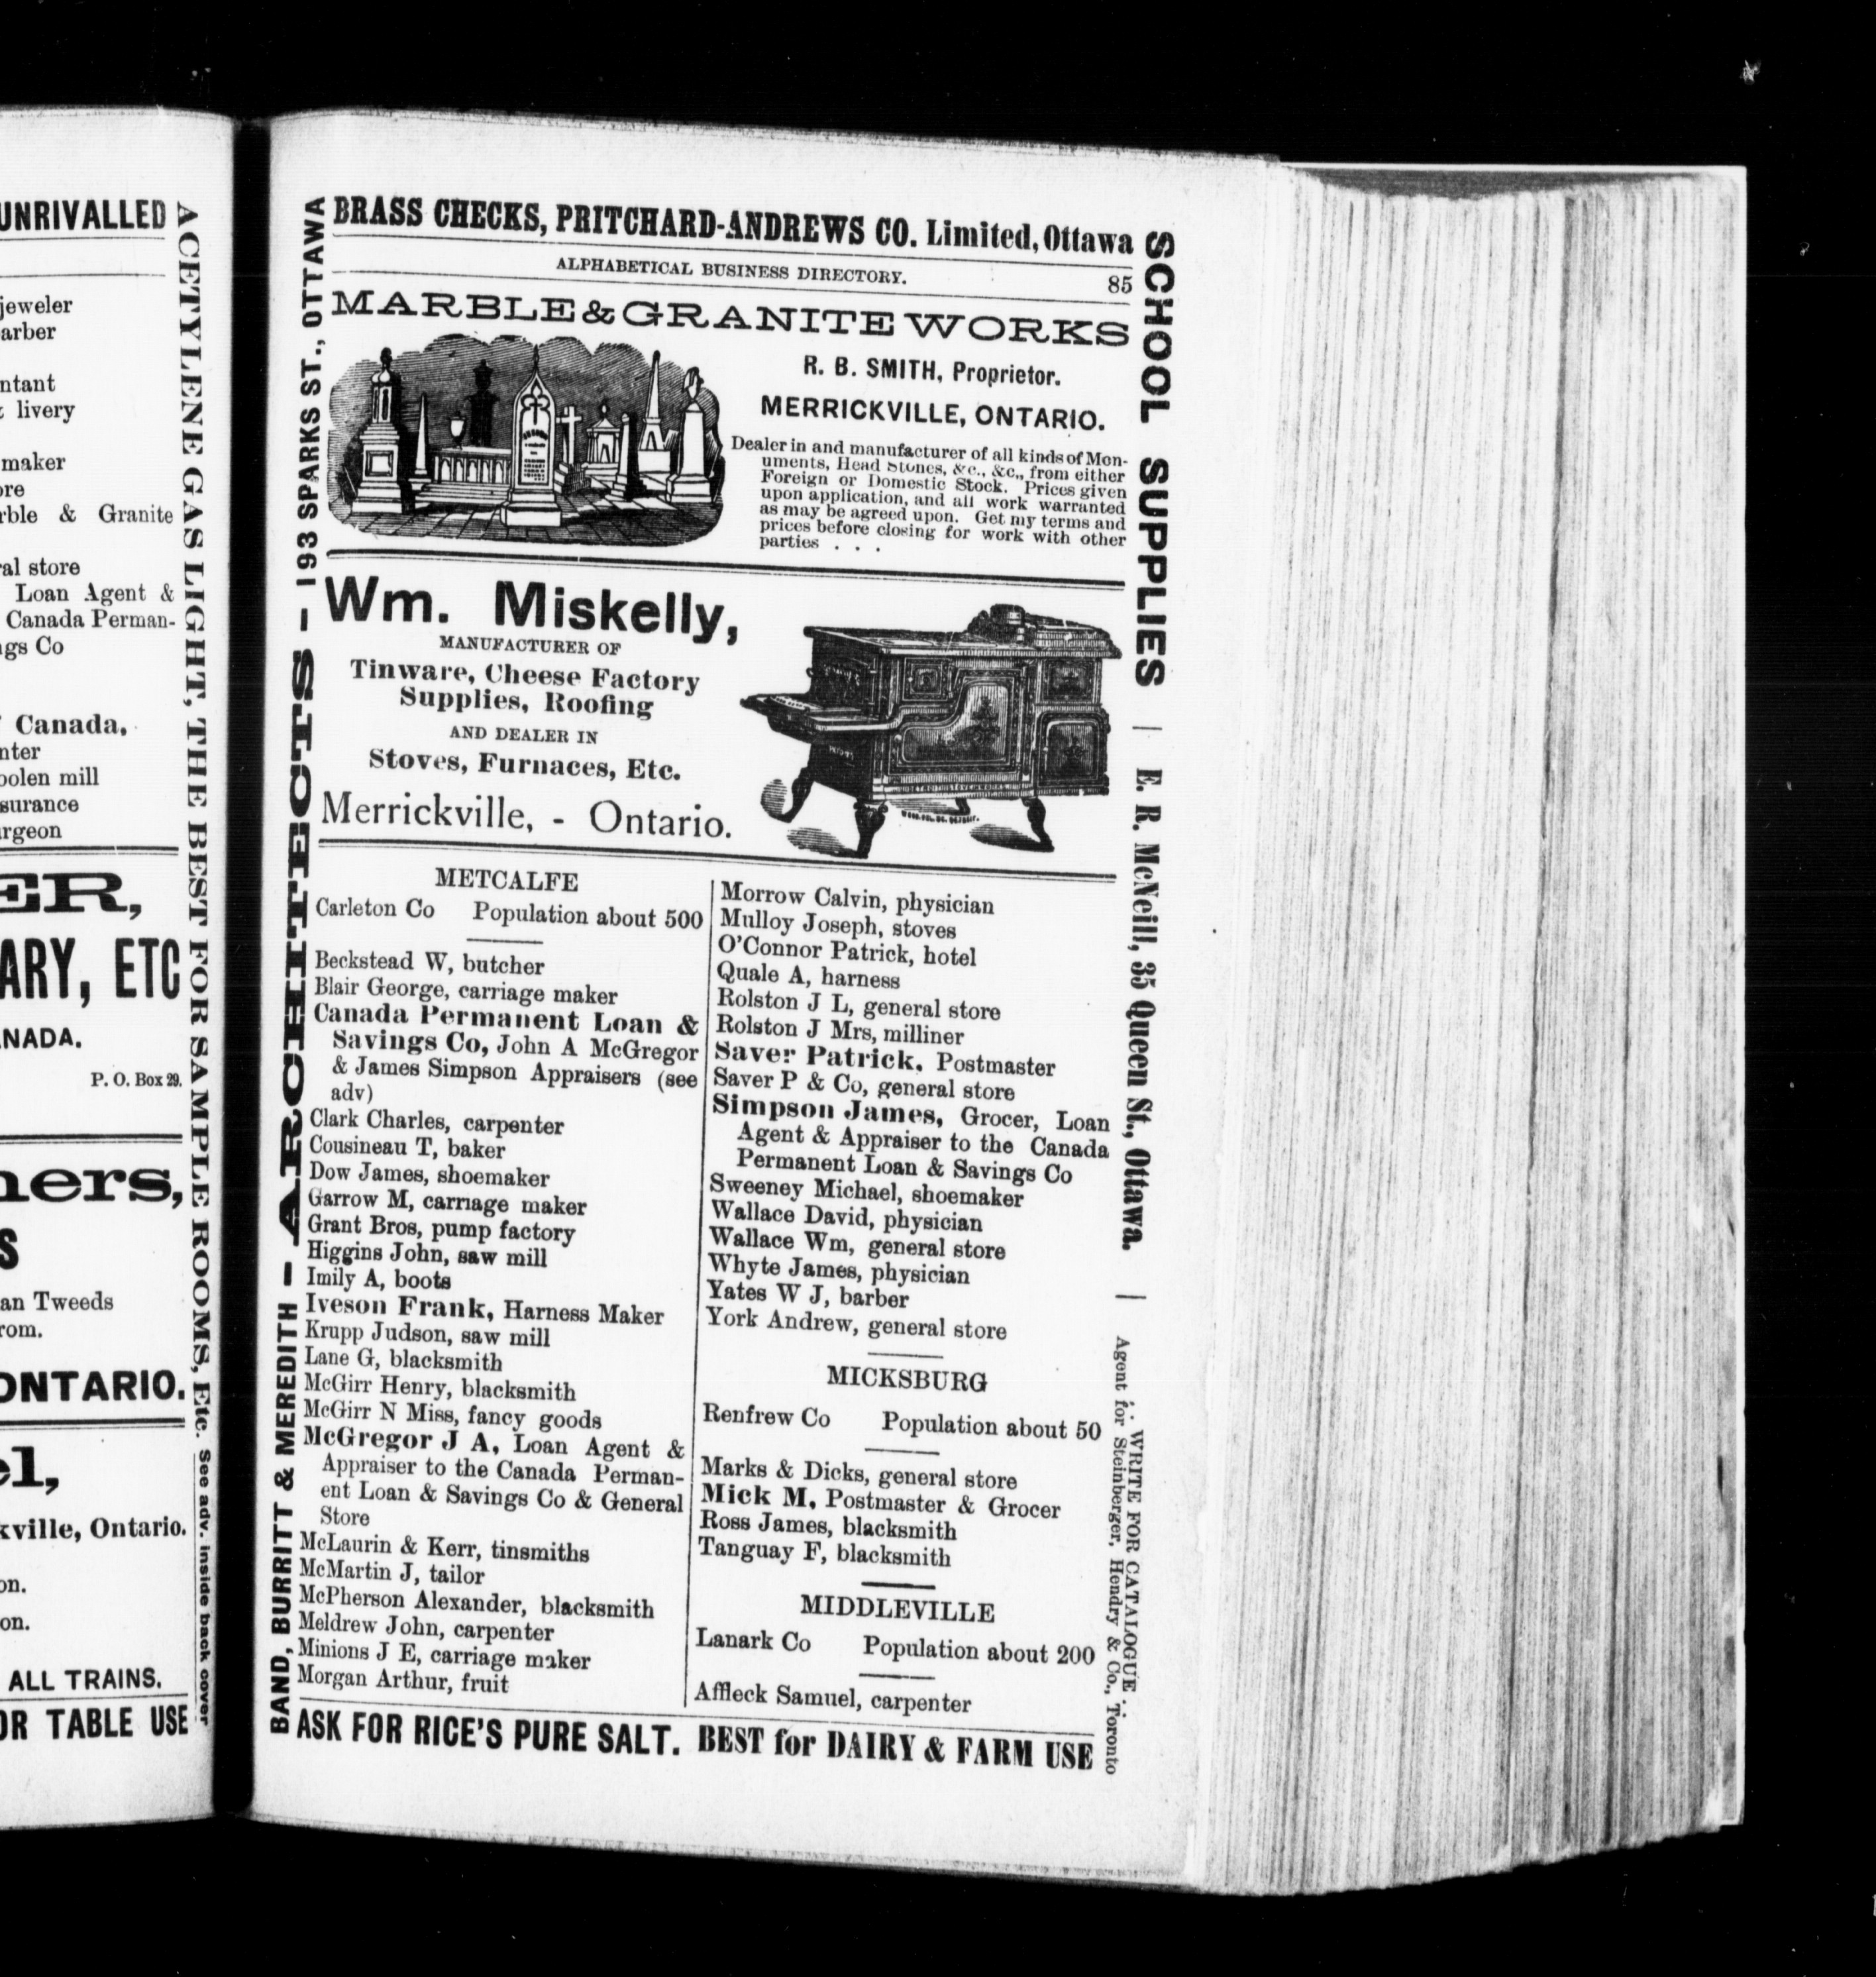 UNRIVALLED
jeweler
arber
ntant
livery
maker
ore
rble & Granite
al store
Loan Agent &
Canada Perman-
gs Co
Canada,
nter
oolen mill
surance
urgeon
ER,
ARY, ETC
NADA.
P. O. Box 29.
ners,
S
an Tweeds
rom.
ONTARIO.
el,
kville, Ontario.
on.
on.
ALL TRAINS.
OR TABLE USE
ACETYLENE GAS LIGHT, THE BEST FOR SAMPLE ROOMS, Etc. See adv. inside back cover
BAND, BURRITT & MEREDITH — ARCHITECTS — 193 SPARKS ST., OTTAWA
BRASS CHECKS, PRITCHARD-ANDREWS CO. Limited, Ottawa
ALPHABETICAL BUSINESS DIRECTORY. 85
MARBLE & GRANITE WORKS
R. B. SMITH, Proprietor.
MERRICKVILLE, ONTARIO.
Dealer in and manufacturer of all kinds of Mon-
uments, Head Stones, &c., &c., from either
Foreign or Domestic Stock. Prices given
upon application, and all work warranted
as may be agreed upon. Get my terms and
prices before closing for work with other
parties . . .
Wm. Miskelly,
MANUFACTURER OF
Tinware, Cheese Factory
Supplies, Roofing
AND DEALER IN
Stoves, Furnaces, Etc.
Merrickville, - Ontario.
METCALFE
Carleton Co Population about 500
Beckstead W, butcher
Blair George, carriage maker
Canada Permanent Loan &
Savings Co, John A McGregor
& James Simpson Appraisers (see
adv)
Clark Charles, carpenter
Cousineau T, baker
Dow James, shoemaker
Garrow M, carriage maker
Grant Bros, pump factory
Higgins John, saw mill
Imily A, boots
Iveson Frank, Harness Maker
Krupp Judson, saw mill
Lane G, blacksmith
McGirr Henry, blacksmith
McGirr N Miss, fancy goods
McGregor J A, Loan Agent &
Appraiser to the Canada Perman-
ent Loan & Savings Co & General
Store
McLaurin & Kerr, tinsmiths
McMartin J, tailor
McPherson Alexander, blacksmith
Meldrew John, carpenter
Minions J E, carriage maker
Morgan Arthur, fruit
Morrow Calvin, physician
Mulloy Joseph, stoves
O'Connor Patrick, hotel
Quale A, harness
Rolston J L, general store
Rolston J Mrs, milliner
Saver Patrick, Postmaster
Saver P & Co, general store
Simpson James, Grocer, Loan
Agent & Appraiser to the Canada
Permanent Loan & Savings Co
Sweeney Michael, shoemaker
Wallace David, physician
Wallace Wm, general store
Whyte James, physician
Yates W J, barber
York Andrew, general store
MICKSBURG
Renfrew Co Population about 50
Marks & Dicks, general store
Mick M, Postmaster & Grocer
Ross James, blacksmith
Tanguay F, blacksmith
MIDDLEVILLE
Lanark Co Population about 200
Affleck Samuel, carpenter
ASK FOR RICE'S PURE SALT. BEST for DAIRY & FARM USE
SCHOOL SUPPLIES | E. R. McNeill, 35 Queen St., Ottawa. |
. . WRITE FOR CATALOGUE . .
Agent for Steinberger, Hendry & Co., Toronto